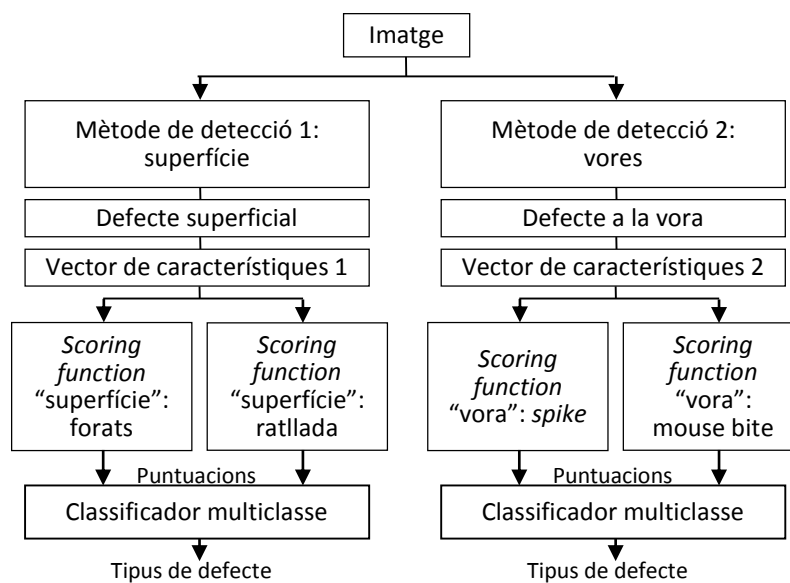 Imatge
Mètode de detecció 1:
superfície
Defecte superficial
Vector de característiques 1
Scoring
function
“superfície”:
forats
Scoring
function
“superfície”:
ratllada
Puntuacions
Classificador multiclasse
Tipus de defecte
Mètode de detecció 2:
vores
Defecte a la vora
Vector de característiques 2
Scoring
function
“vora”: spike
Scoring
function
“vora”:
mouse bite
Puntuacions
Classificador multiclasse
Tipus de defecte